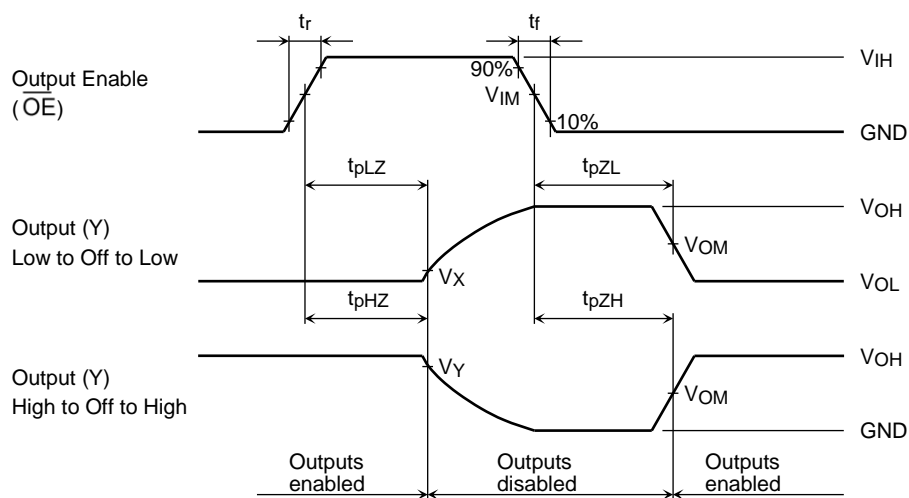 tr
tf
Output Enable
(OE)
90%
VIM
10%
VIH
GND
tpLZ
tpZL
Output (Y)
Low to Off to Low
VX
VOM
VOH
VOL
tpHZ
tpZH
Output (Y)
High to Off to High
VY
VOM
VOH
GND
Outputs
enabled
Outputs
disabled
Outputs
enabled